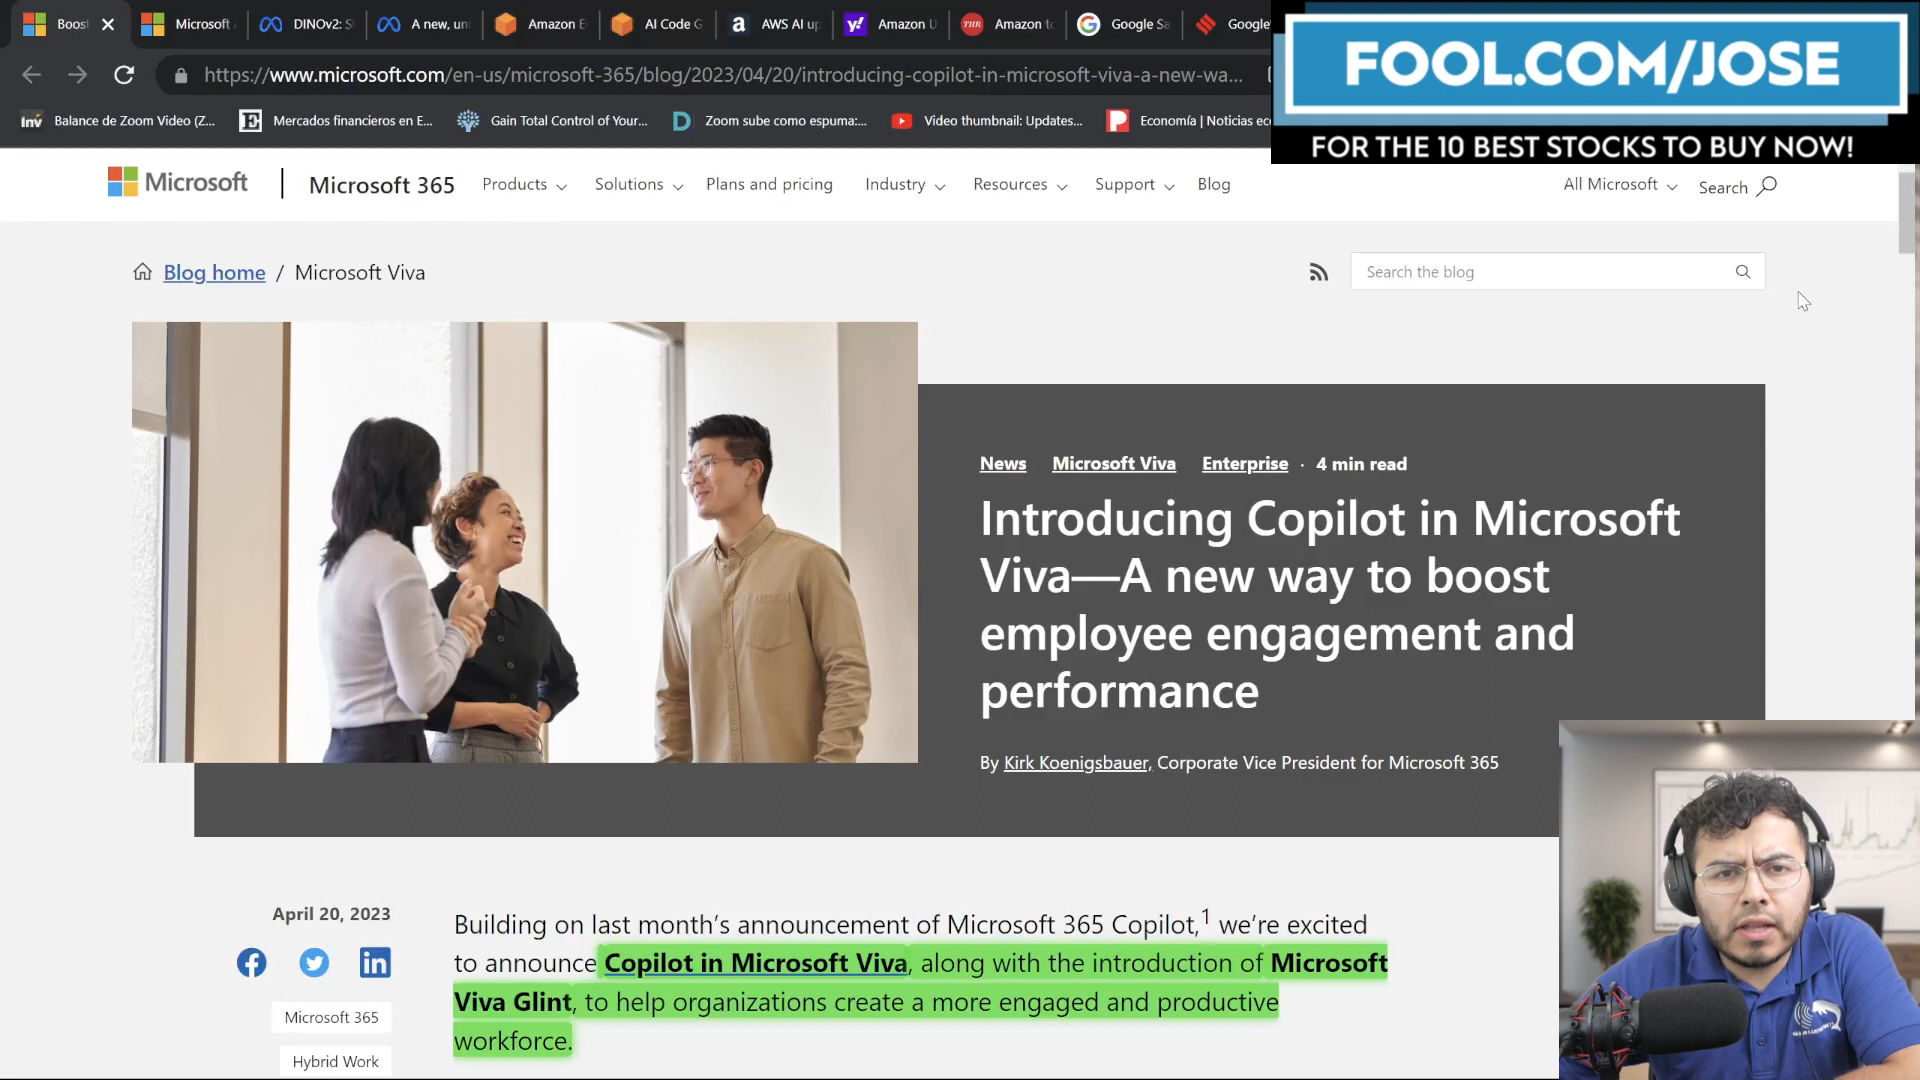 Boos
Microsoft
DINOv2: S
A new, un
Amazon E
AI Code G
AWS AI up
Amazon U
Amazon to
Google Sa
Google
https://www.microsoft.com/en-us/microsoft-365/blog/2023/04/20/introducing-copilot-in-microsoft-viva-a-new-wa...
FOOL.COM/JOSE
FOR THE 10 BEST STOCKS TO BUY NOW!
Inv Balance de Zoom Video (Z...
E Mercados financieros en E...
Gain Total Control of Your...
D Zoom sube como espuma:...
Video thumbnail: Updates...
P Economía | Noticias ec
Microsoft
Microsoft 365
Products
Solutions
Plans and pricing
Industry
Resources
Support
Blog
All Microsoft
Search
Blog home / Microsoft Viva
Search the blog
News Microsoft Viva Enterprise · 4 min read
Introducing Copilot in Microsoft
Viva—A new way to boost
employee engagement and
performance
By Kirk Koenigsbauer, Corporate Vice President for Microsoft 365
April 20, 2023
Microsoft 365
Hybrid Work
Building on last month's announcement of Microsoft 365 Copilot,1 we're excited
to announce Copilot in Microsoft Viva, along with the introduction of Microsoft
Viva Glint, to help organizations create a more engaged and productive
workforce.